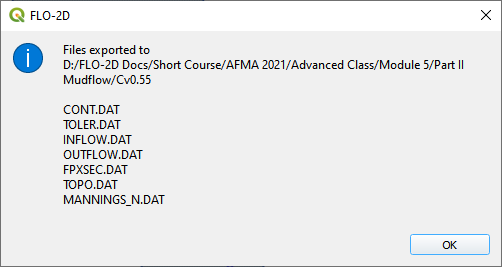 FLO-2D
Files exported to
D:/FLO-2D Docs/Short Course/AFMA 2021/Advanced Class/Module 5/Part II
Mudflow/Cv0.55
CONT.DAT
TOLER.DAT
INFLOW.DAT
OUTFLOW.DAT
FPXSEC.DAT
TOPO.DAT
MANNINGS_N.DAT
OK